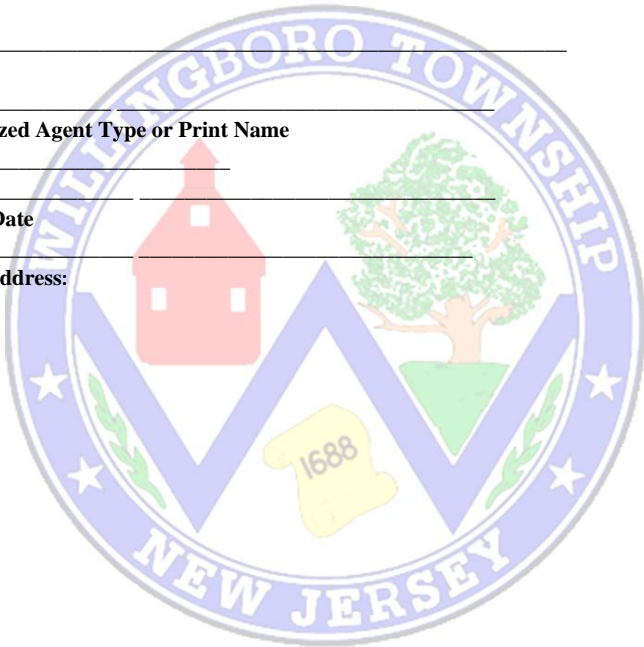 zed Agent Type or Print Name
Date
ddress:
WILLINGBORO TOWNSHIP
1688
NEW JERSEY